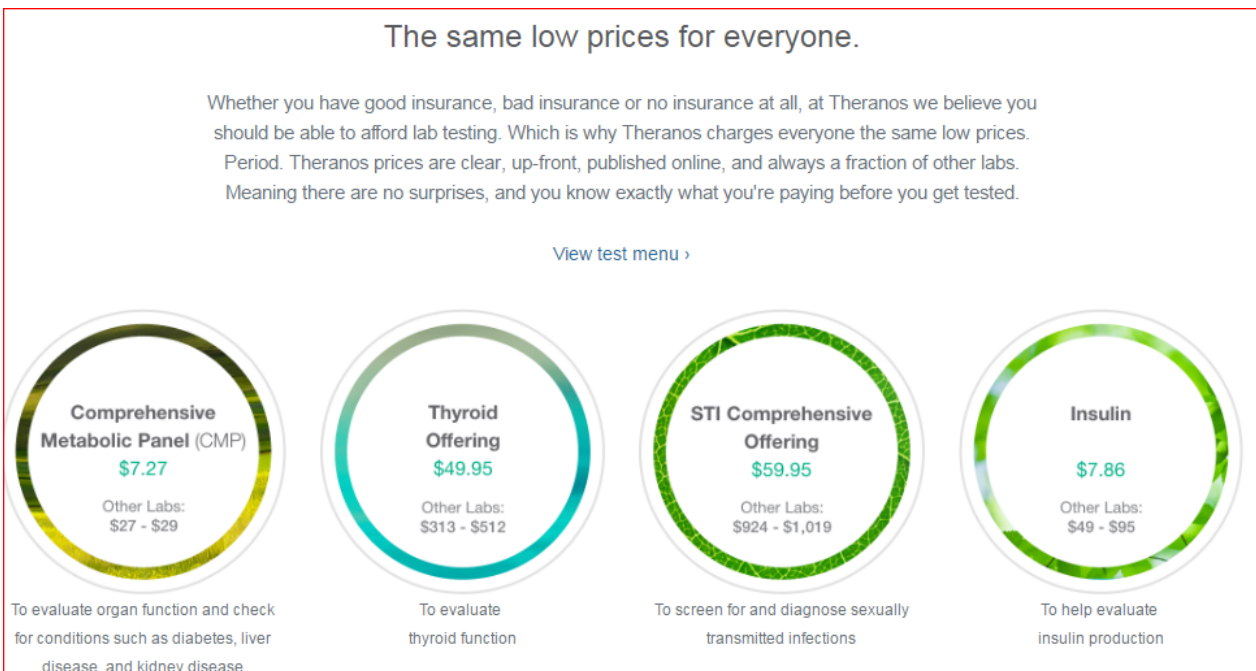 The same low prices for everyone.
Whether you have good insurance, bad insurance or no insurance at all, at Theranos we believe you
should be able to afford lab testing. Which is why Theranos charges everyone the same low prices.
Period. Theranos prices are clear, up-front, published online, and always a fraction of other labs.
Meaning there are no surprises, and you know exactly what you're paying before you get tested.
View test menu ›
Comprehensive
Metabolic Panel (CMP)
$7.27
Other Labs:
$27 - $29
To evaluate organ function and check
for conditions such as diabetes, liver
disease, and kidney disease
Thyroid
Offering
$49.95
Other Labs:
$313 - $512
To evaluate
thyroid function
STI Comprehensive
Offering
$59.95
Other Labs:
$924 - $1,019
To screen for and diagnose sexually
transmitted infections
Insulin
$7.86
Other Labs:
$49 - $95
To help evaluate
insulin production